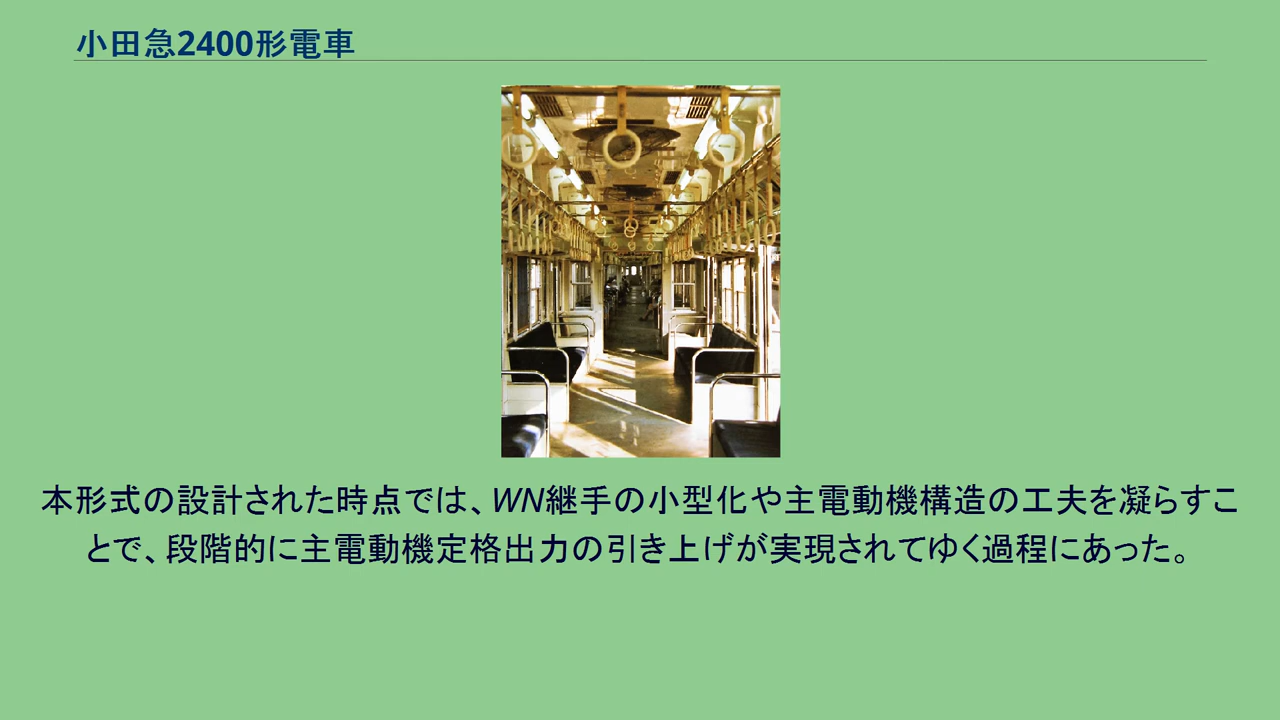 小田急2400形電車
本形式の設計された時点では、WN継手の小型化や主電動機構造の工夫を凝らすこ
とで、段階的に主電動機定格出力の引き上げが実現されてゆく過程にあった。